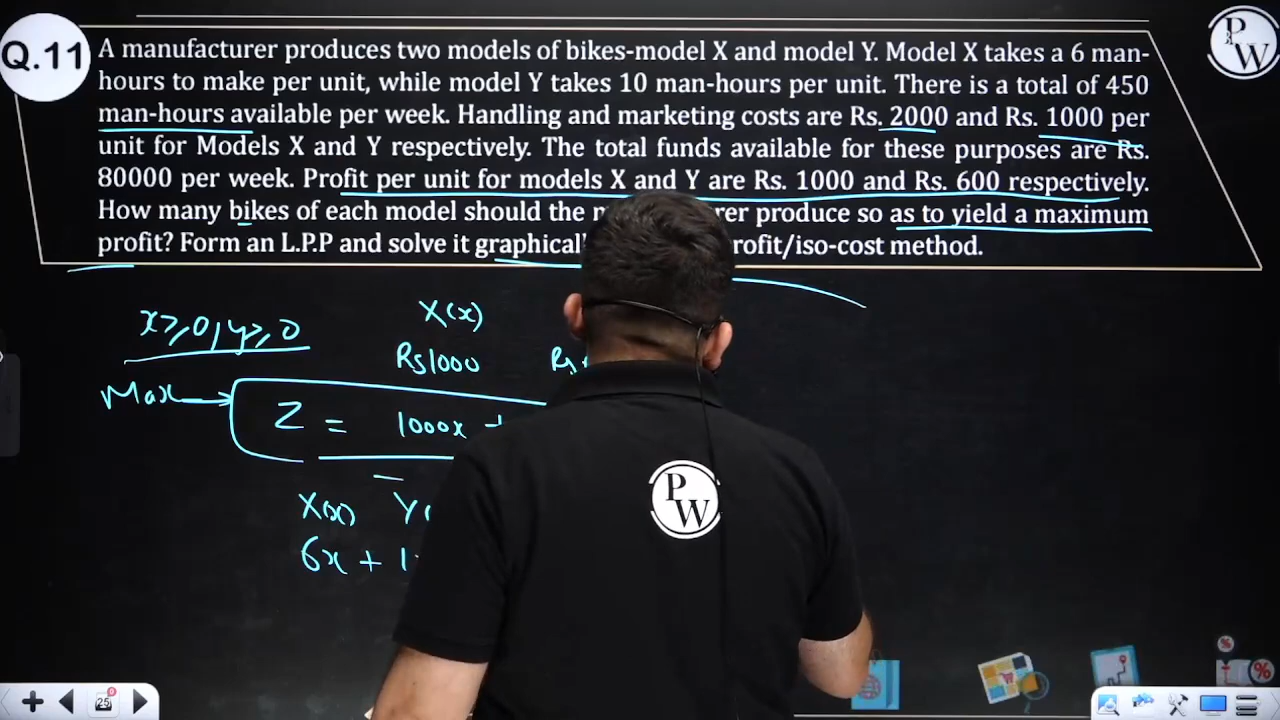 Q.11
A manufacturer produces two models of bikes-model X and model Y. Model X takes a 6 man-
hours to make per unit, while model Y takes 10 man-hours per unit. There is a total of 450
man-hours available per week. Handling and marketing costs are Rs. 2000 and Rs. 1000 per
unit for Models X and Y respectively. The total funds available for these purposes are Rs.
80000 per week. Profit per unit for models X and Y are Rs. 1000 and Rs. 600 respectively.
How many bikes of each model should the rer produce so as to yield a maximum
profit? Form an L.P.P and solve it graphical rofit/iso-cost method.
PW
x≥0, y≥0
X(x)
Rs1000 Rs
Max
Z = 1000x +
X(x) Y(
6x + 1
PW
25